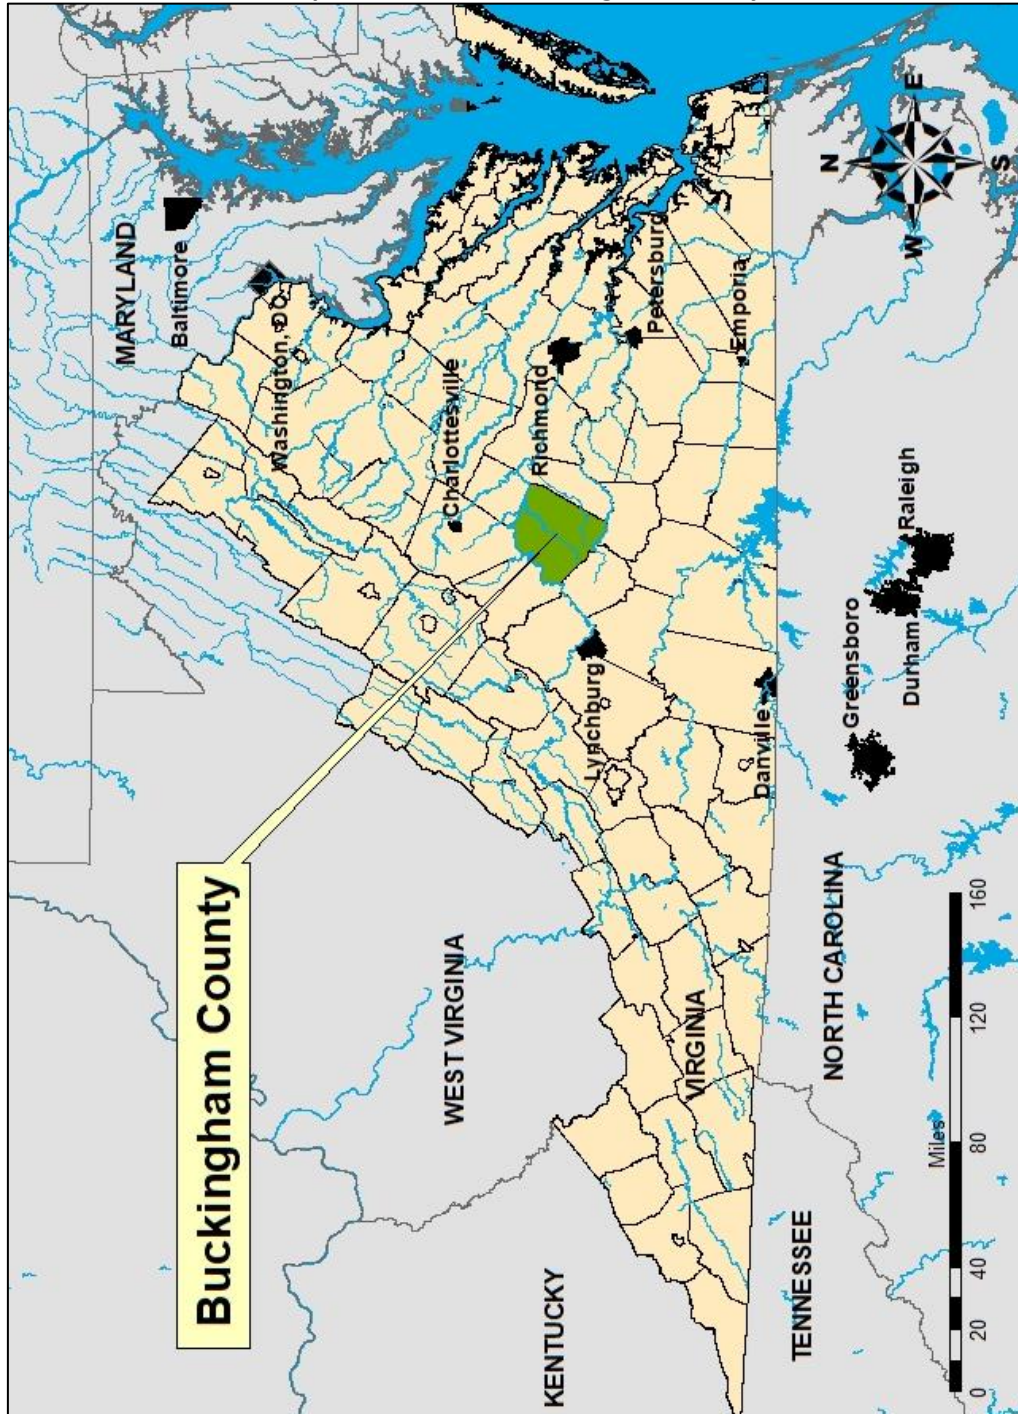 MARYLAND
Baltimore
Buckingham County
Washington, DC
WEST VIRGINIA
Charlottesville
Richmond
KENTUCKY
Lynchburg
Petersburg
VIRGINIA
Emporia
Danville
TENNESSEE
NORTH CAROLINA
Greensboro
Durham
Raleigh
N
W E
S
Miles
0 20 40 80 120 160